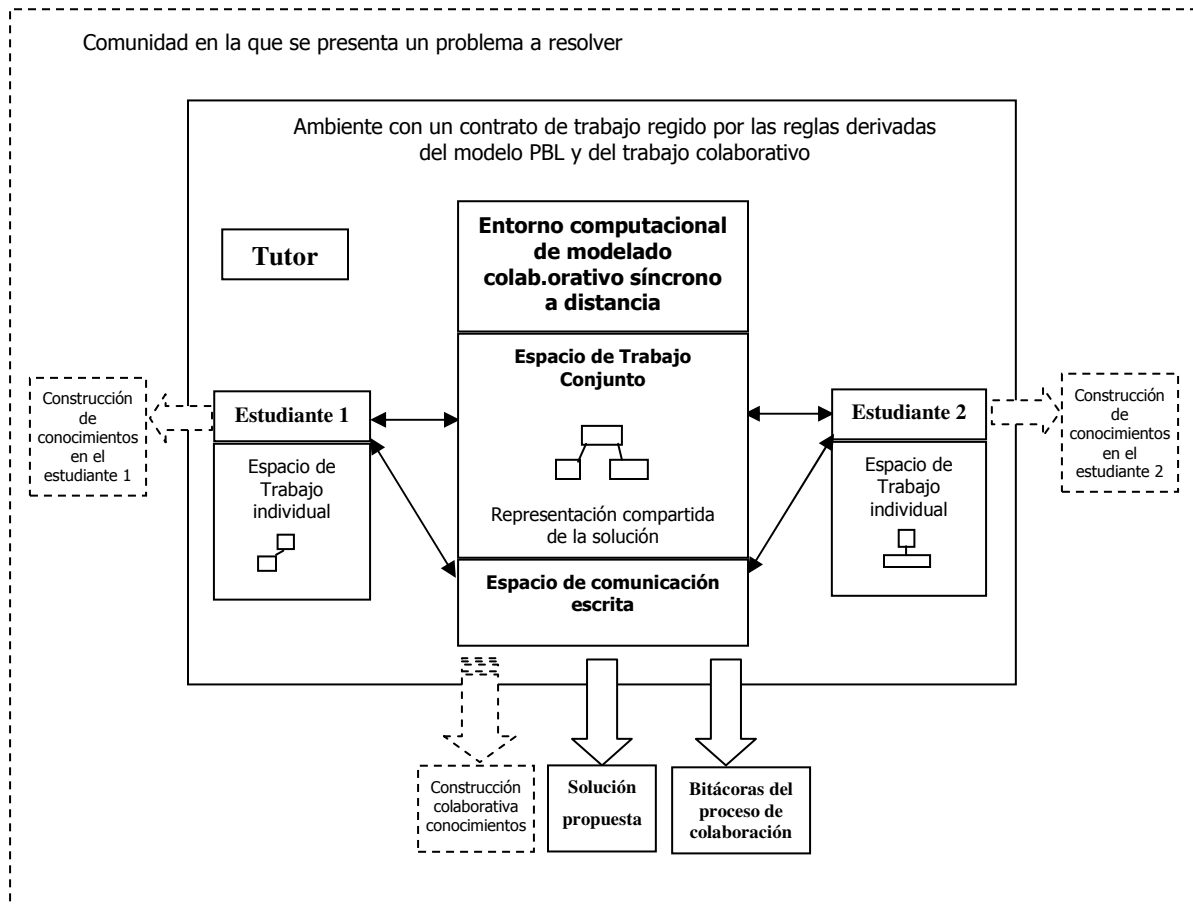 Comunidad en la que se presenta un problema a resolver
Ambiente con un contrato de trabajo regido por las reglas derivadas
del modelo PBL y del trabajo colaborativo
Tutor
Entorno computacional
de modelado
colab.orativo síncrono
a distancia
Espacio de Trabajo
Conjunto
Representación compartida
de la solución
Espacio de comunicación
escrita
Construcción
de
conocimientos
en el
estudiante 1
Estudiante 1
Espacio de
Trabajo
individual
Estudiante 2
Espacio de
Trabajo
individual
Construcción
de
conocimientos
en el
estudiante 2
Construcción
colaborativa
conocimientos
Solución
propuesta
Bitácoras del
proceso de
colaboración